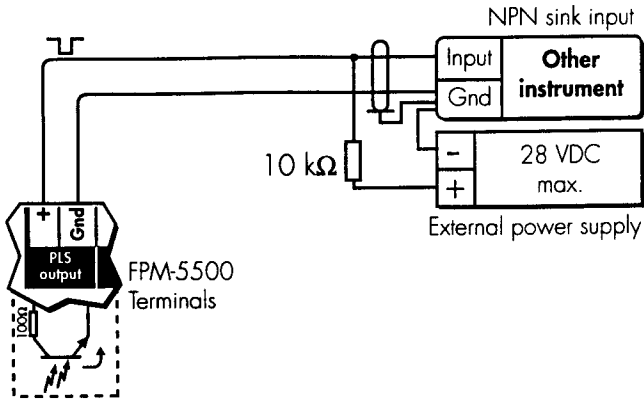 NPN sink input
Input
Gnd
Other
instrument
10 kΩ
-
+
28 VDC
max.
External power supply
+
Gnd
PLS
output
FPM-5500
Terminals
100Ω